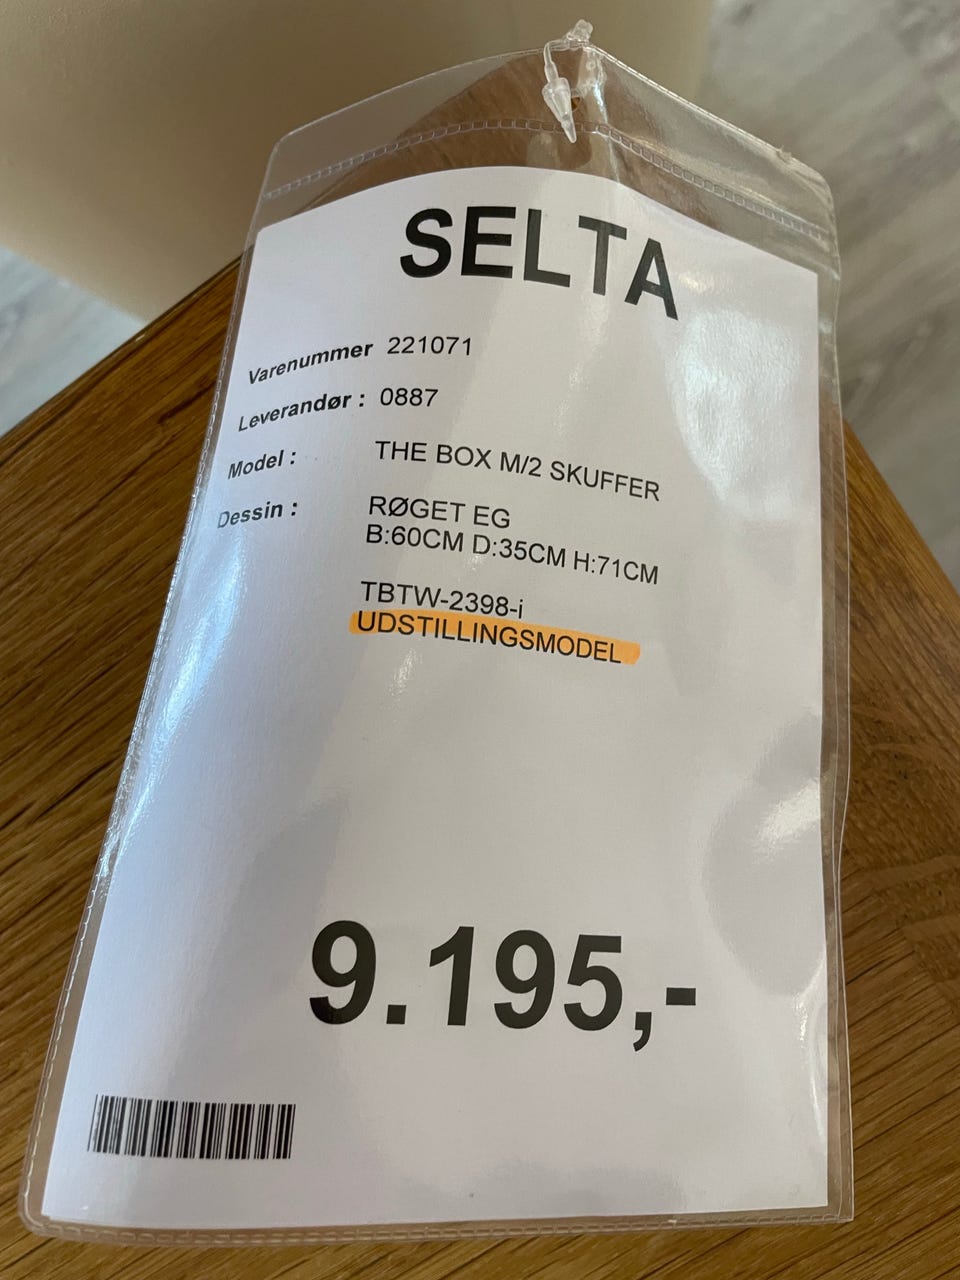 SELTA
Varenummer 221071
Leverandør : 0887
Model : THE BOX M/2 SKUFFER
Dessin : RØGET EG
B:60CM D:35CM H:71CM
TBTW-2398-i
UDSTILLINGSMODEL
9.195,-